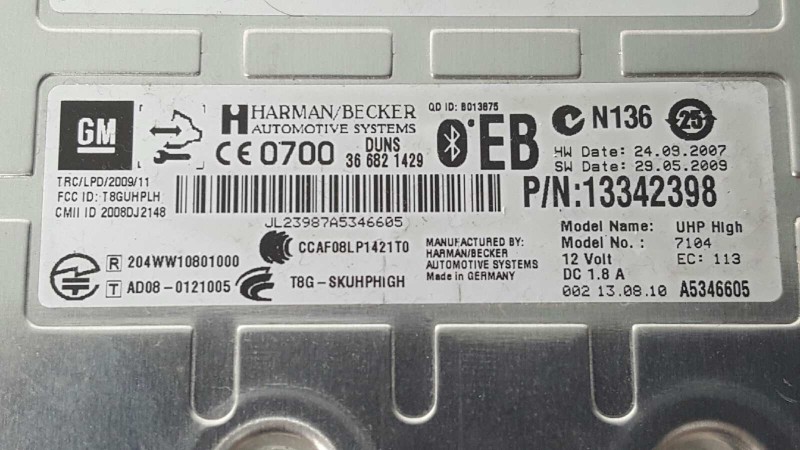 GM
HARMAN/BECKER
AUTOMOTIVE SYSTEMS
QD ID: B013875
N136
25
CE 0700
DUNS
36 682 1429
EB
HW Date: 24.09.2007
SW Date: 29.05.2009
TRC/LPD/2009/11
FCC ID: T8GUHPLH
CMII ID 2008DJ2148
P/N:13342398
JL23987A5346605
R 204WW10801000
T AD08-0121005
CCAF08LP1421T0
T8G-SKUHPHIGH
MANUFACTURED BY:
HARMAN/BECKER
AUTOMOTIVE SYSTEMS
Made in GERMANY
Model Name: UHP High
Model No.: 7104
12 Volt EC: 113
DC 1.8 A
002 13.08.10 A5346605